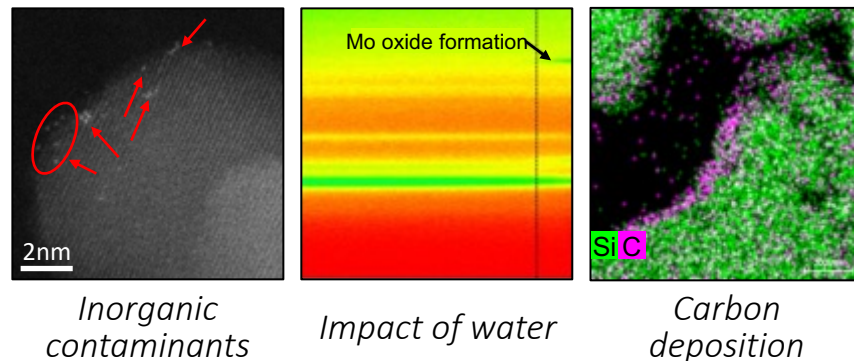 Mo oxide formation
2nm
Si C
Inorganic
contaminants
Impact of water
Carbon
deposition